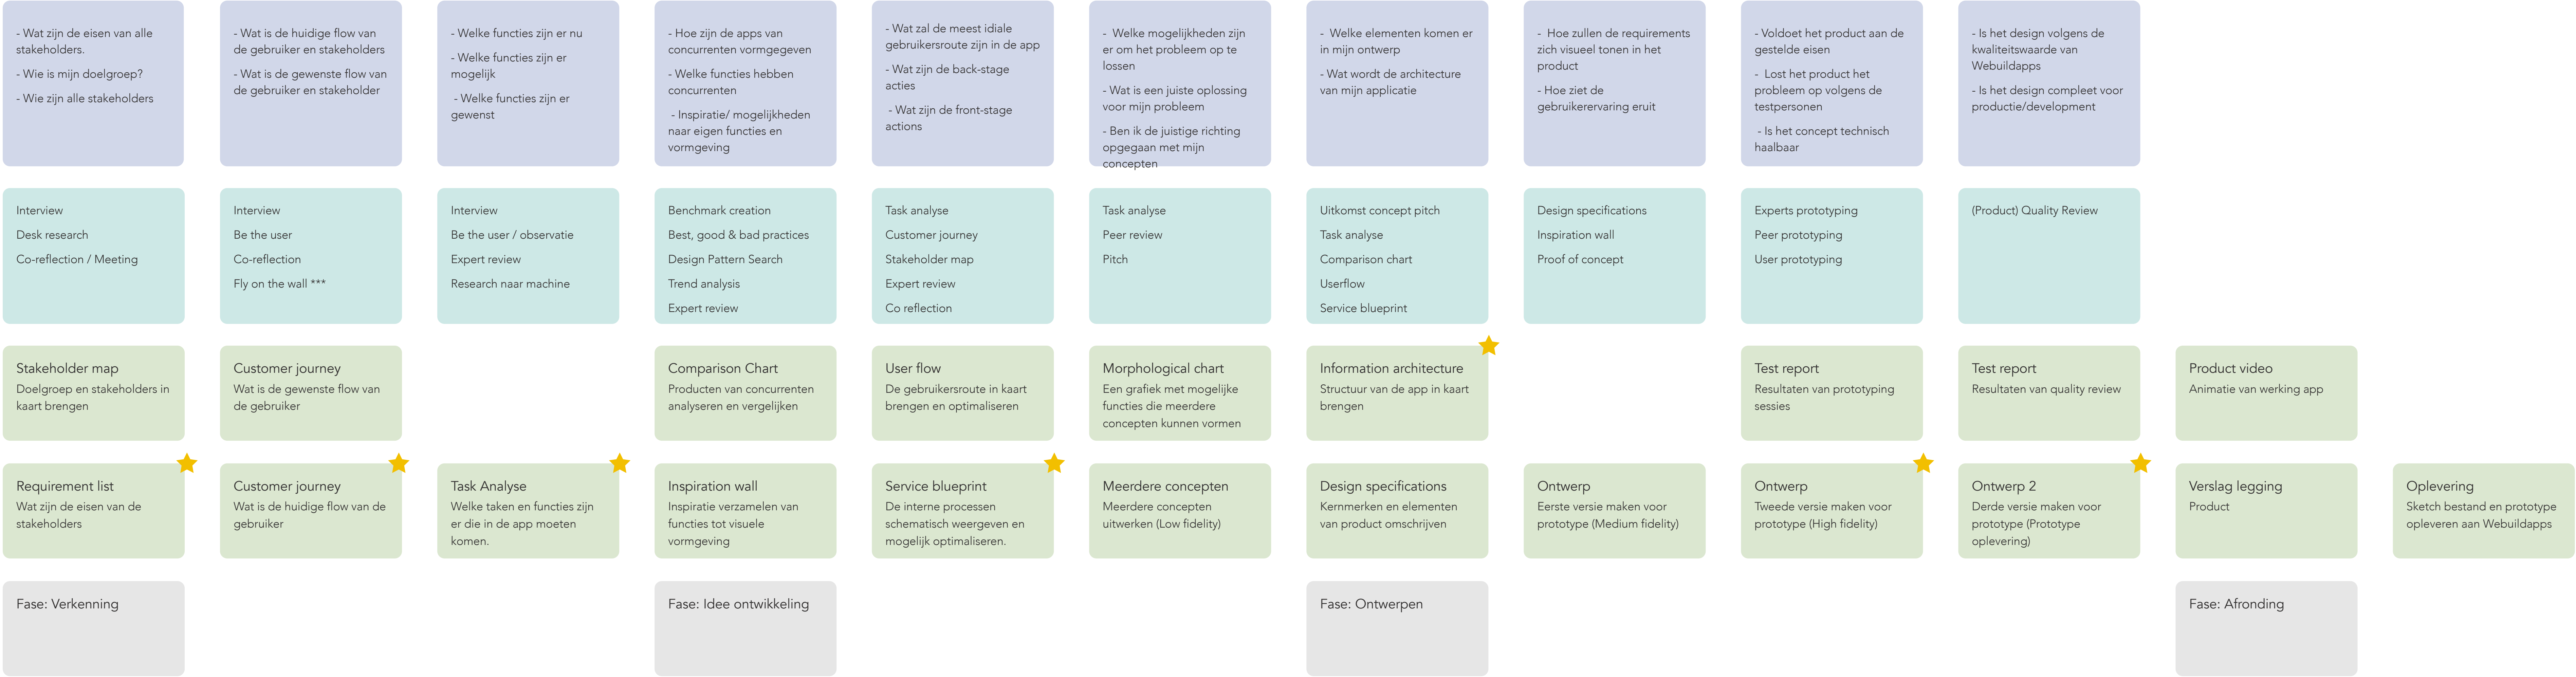 - Wat zijn de eisen van alle
stakeholders.
- Wie is mijn doelgroep?
- Wie zijn alle stakeholders
- Wat is de huidige flow van
de gebruiker en stakeholders
- Wat is de gewenste flow van
de gebruiker en stakeholder
- Welke functies zijn er nu
- Welke functies zijn er
mogelijk
- Welke functies zijn er
gewenst
- Hoe zijn de apps van
concurrenten vormgegeven
- Welke functies hebben
concurrenten
- Inspiratie/ mogelijkheden
naar eigen functies en
vormgeving
- Wat zal de meest idiale
gebruikersroute zijn in de app
- Wat zijn de back-stage
acties
- Wat zijn de front-stage
actions
- Welke mogelijkheden zijn
er om het probleem op te
lossen
- Wat is een juiste oplossing
voor mijn probleem
- Ben ik de juistige richting
opgegaan met mijn
concepten
- Welke elementen komen er
in mijn ontwerp
- Wat wordt de architecture
van mijn applicatie
- Hoe zullen de requirements
zich visueel tonen in het
product
- Hoe ziet de
gebruikerervaring eruit
- Voldoet het product aan de
gestelde eisen
- Lost het product het
probleem op volgens de
testpersonen
- Is het concept technisch
haalbaar
- Is het design volgens de
kwaliteitswaarde van
Webuildapps
- Is het design compleet voor
productie/development
Interview
Desk research
Co-reflection / Meeting
Interview
Be the user
Co-reflection
Fly on the wall ***
Interview
Be the user / observatie
Expert review
Research naar machine
Benchmark creation
Best, good & bad practices
Design Pattern Search
Trend analysis
Expert review
Task analyse
Customer journey
Stakeholder map
Expert review
Co reflection
Task analyse
Peer review
Pitch
Uitkomst concept pitch
Task analyse
Comparison chart
Userflow
Service blueprint
Design specifications
Inspiration wall
Proof of concept
Experts prototyping
Peer prototyping
User prototyping
(Product) Quality Review
Stakeholder map
Doelgroep en stakeholders in
kaart brengen
Customer journey
Wat is de gewenste flow van
de gebruiker
Comparison Chart
Producten van concurrenten
analyseren en vergelijken
User flow
De gebruikersroute in kaart
brengen en optimaliseren
Morphological chart
Een grafiek met mogelijke
functies die meerdere
concepten kunnen vormen
Information architecture
Structuur van de app in kaart
brengen
Test report
Resultaten van prototyping
sessies
Test report
Resultaten van quality review
Product video
Animatie van werking app
Requirement list
Wat zijn de eisen van de
stakeholders
Customer journey
Wat is de huidige flow van de
gebruiker
Task Analyse
Welke taken en functies zijn
er die in de app moeten
komen.
Inspiration wall
Inspiratie verzamelen van
functies tot visuele
vormgeving
Service blueprint
De interne processen
schematisch weergeven en
mogelijk optimaliseren.
Meerdere concepten
Meerdere concepten
uitwerken (Low fidelity)
Design specifications
Kernmerken en elementen
van product omschrijven
Ontwerp
Eerste versie maken voor
prototype (Medium fidelity)
Ontwerp
Tweede versie maken voor
prototype (High fidelity)
Ontwerp 2
Derde versie maken voor
prototype (Prototype
oplevering)
Verslag legging
Product
Oplevering
Sketch bestand en prototype
opleveren aan Webuildapps
Fase: Verkenning
Fase: Idee ontwikkeling
Fase: Ontwerpen
Fase: Afronding